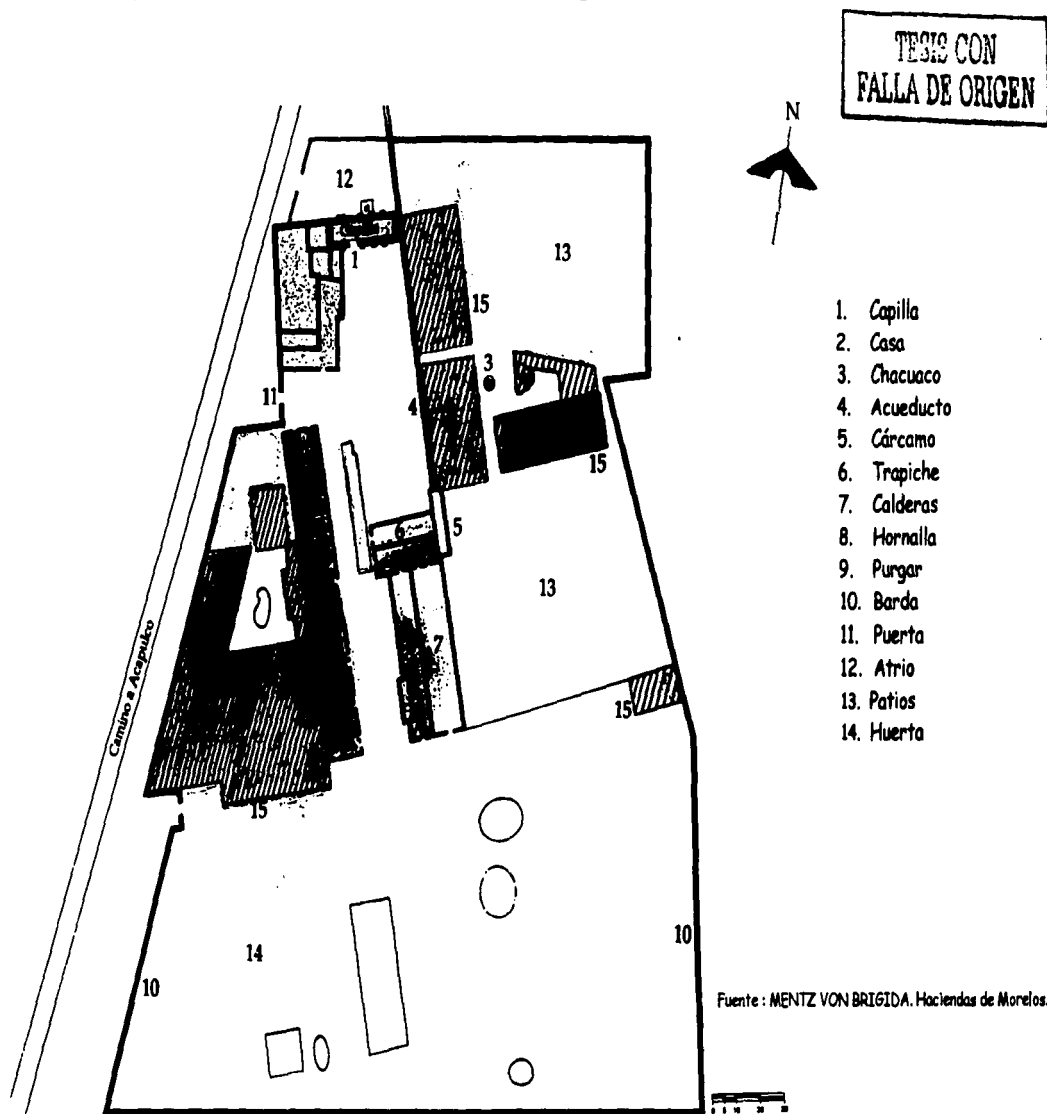 TESIS CON
FALLA DE ORIGEN
N
12
1
13
15
3
11
4
15
6
5
13
7
15
15
14
10
10
Camino a Acapulco
1. Capilla
2. Casa
3. Chacuaco
4. Acueducto
5. Cárcamo
6. Trapiche
7. Calderas
8. Hornalla
9. Purgar
10. Barda
11. Puerta
12. Atrio
13. Patios
14. Huerta
Fuente : MENTZ VON BRIGIDA. Haciendas de Morelos.